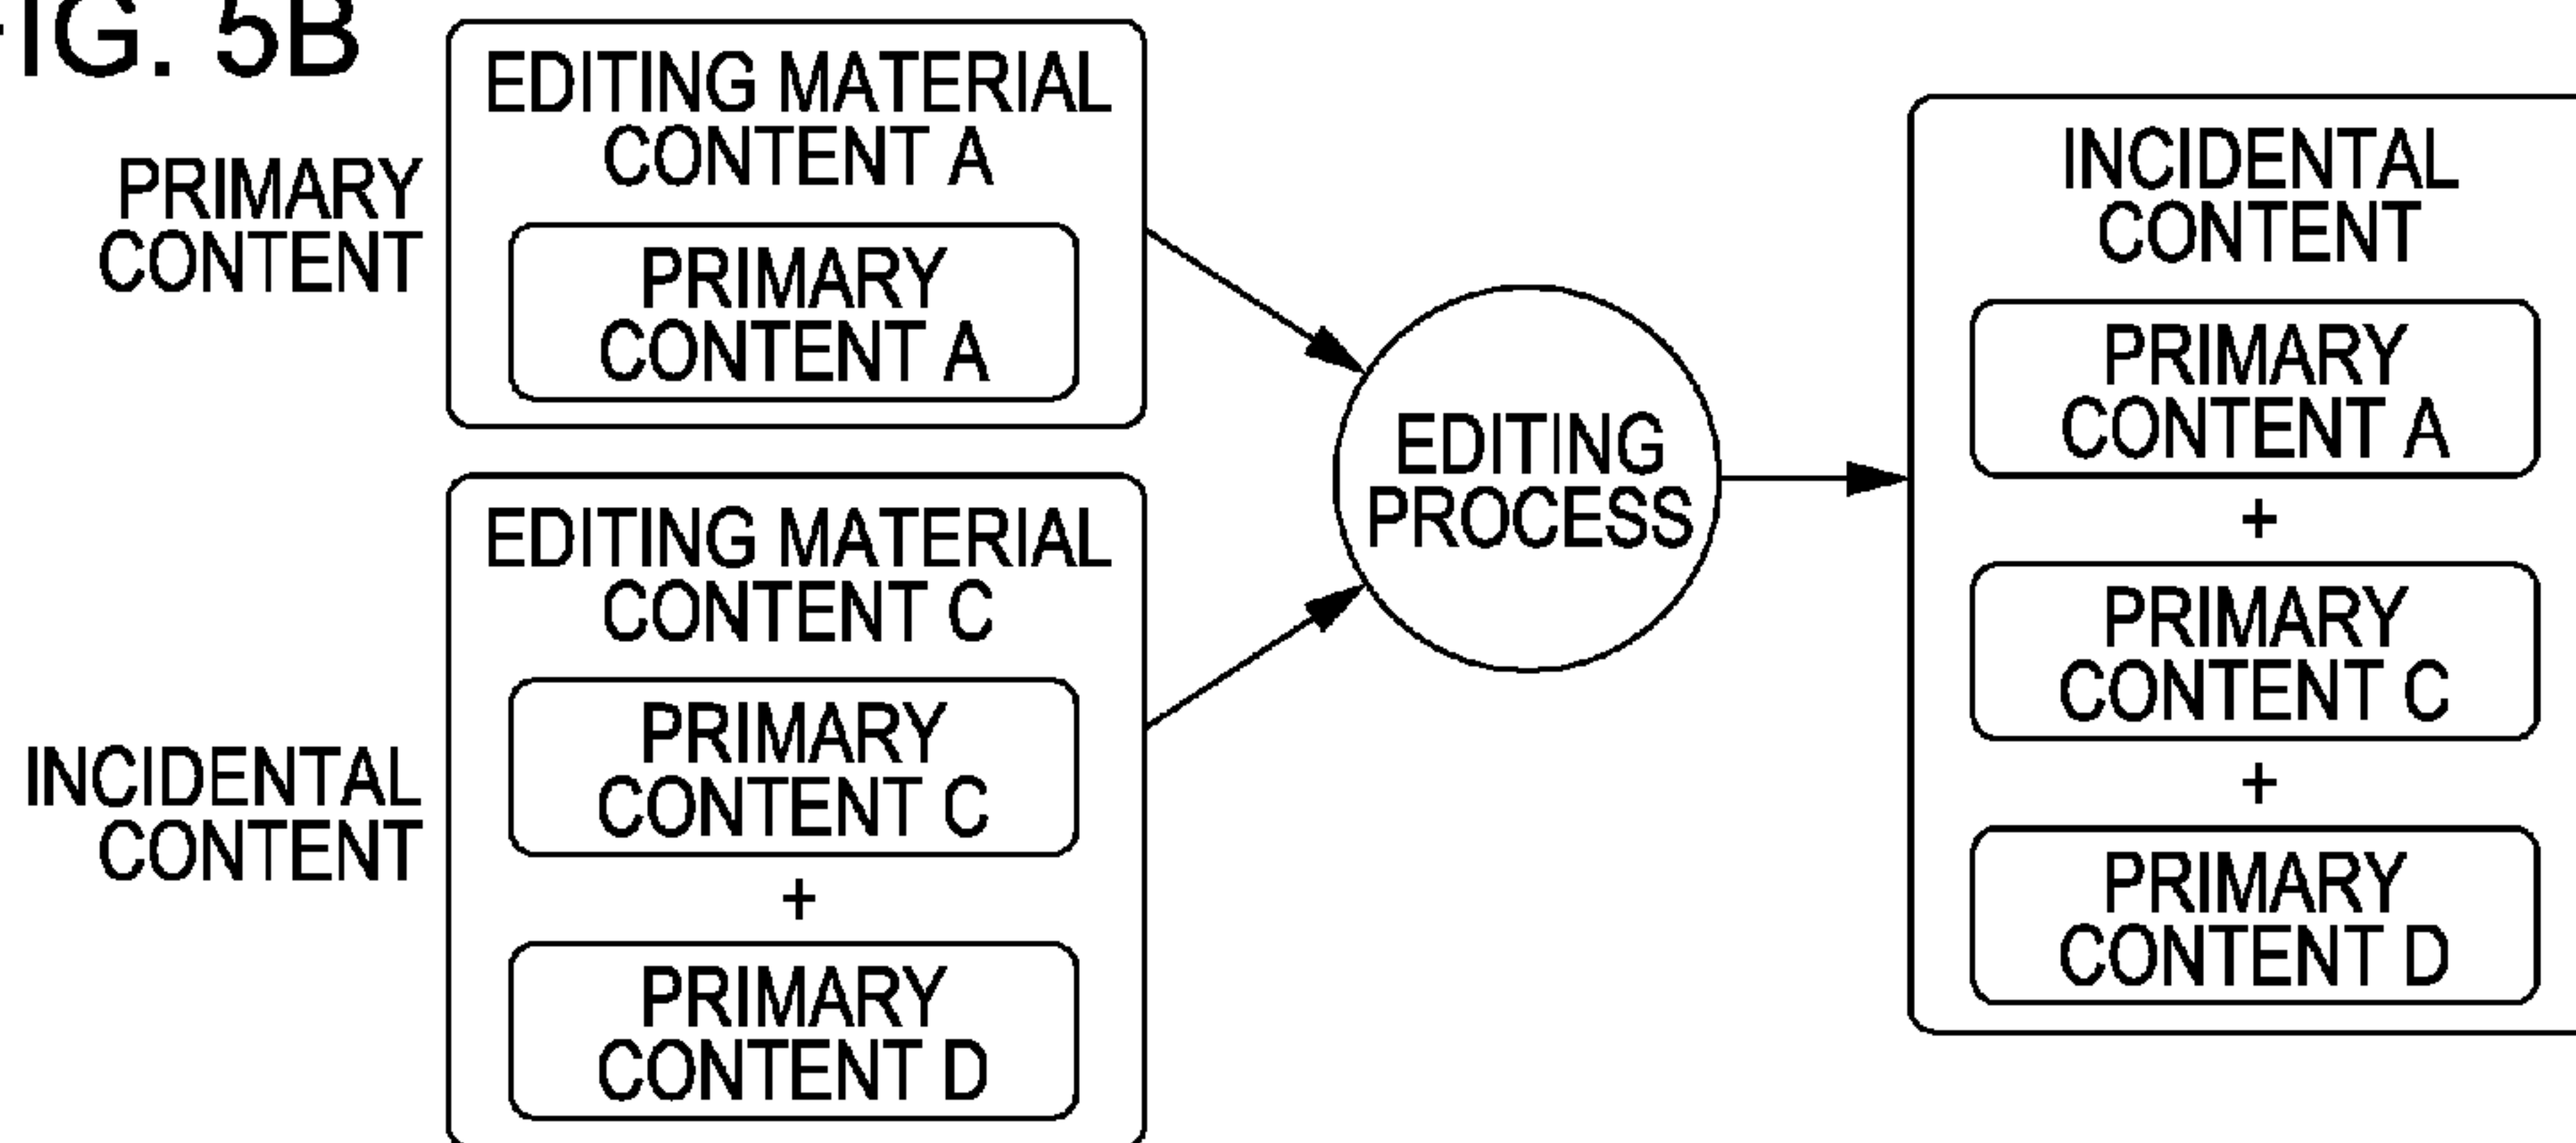 FIG. 5B
PRIMARY
CONTENT
EDITING MATERIAL
CONTENT A
PRIMARY
CONTENT A
INCIDENTAL
CONTENT
EDITING MATERIAL
CONTENT C
PRIMARY
CONTENT C
+
PRIMARY
CONTENT D
EDITING
PROCESS
INCIDENTAL
CONTENT
PRIMARY
CONTENT A
+
PRIMARY
CONTENT C
+
PRIMARY
CONTENT D